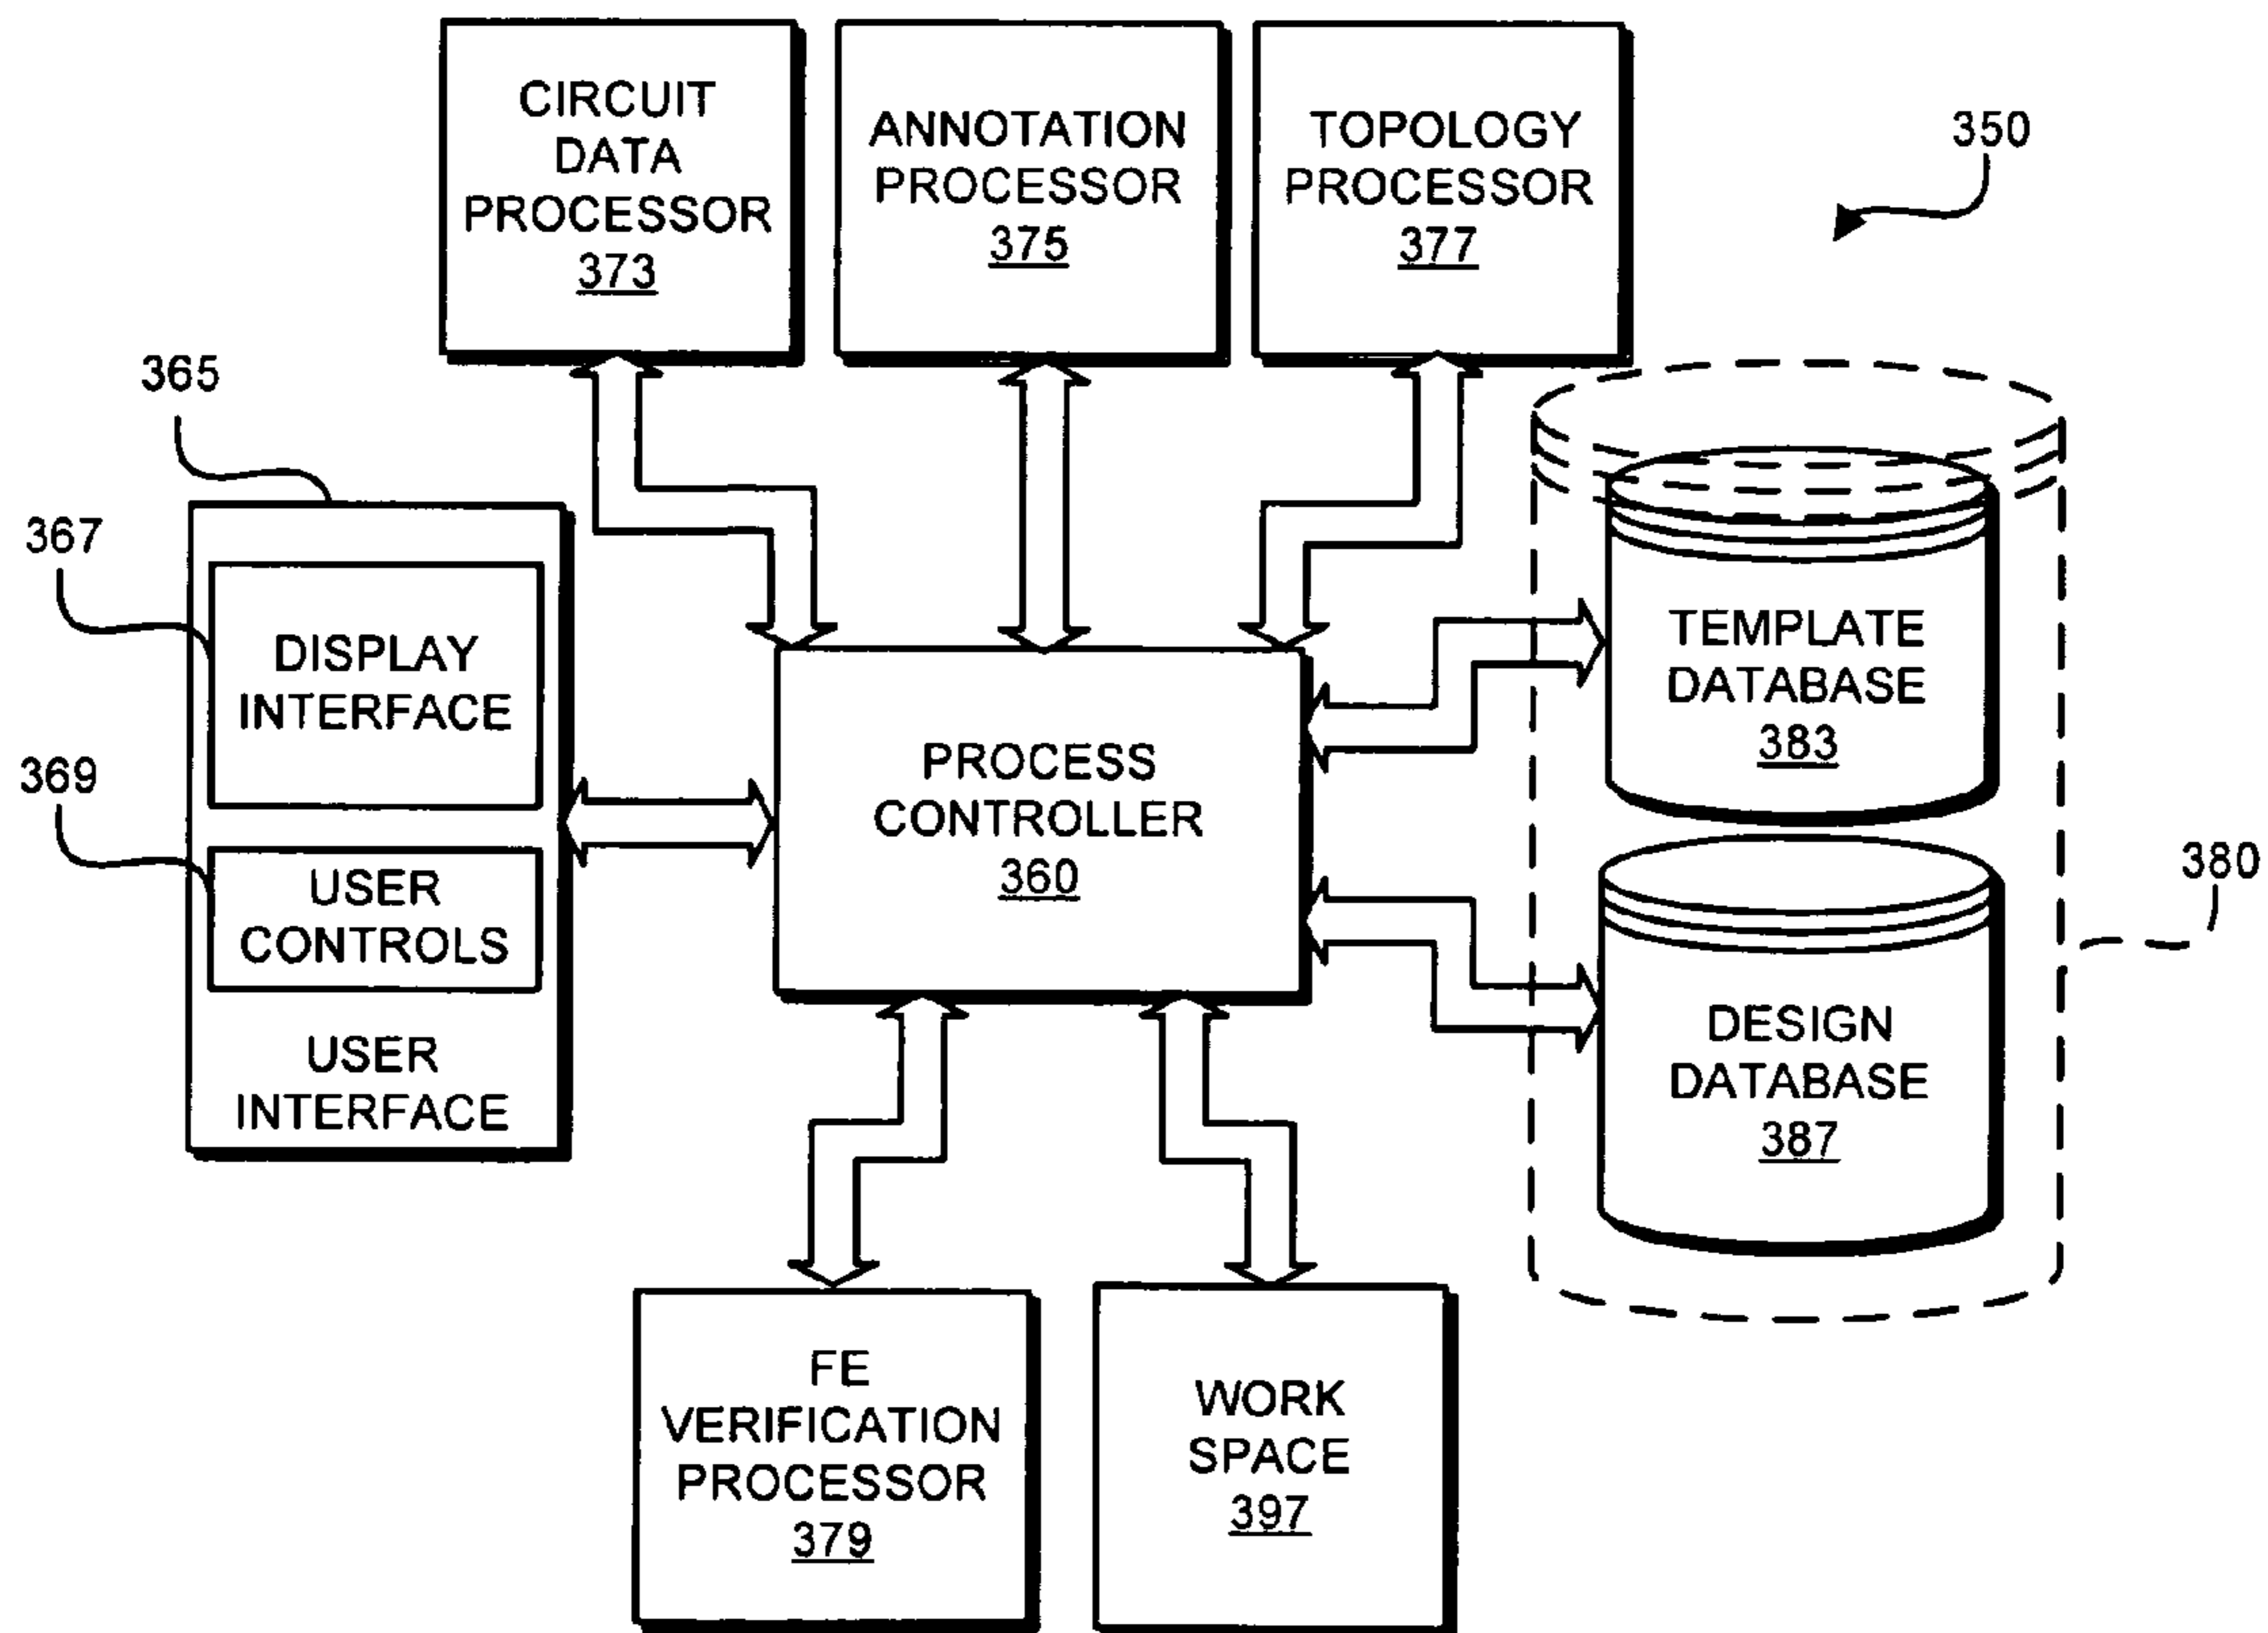 CIRCUIT
DATA
PROCESSOR
373
ANNOTATION
PROCESSOR
375
TOPOLOGY
PROCESSOR
377
350
365
367
DISPLAY
INTERFACE
369
USER
CONTROLS
USER
INTERFACE
PROCESS
CONTROLLER
360
TEMPLATE
DATABASE
383
380
DESIGN
DATABASE
387
FE
VERIFICATION
PROCESSOR
379
WORK
SPACE
397